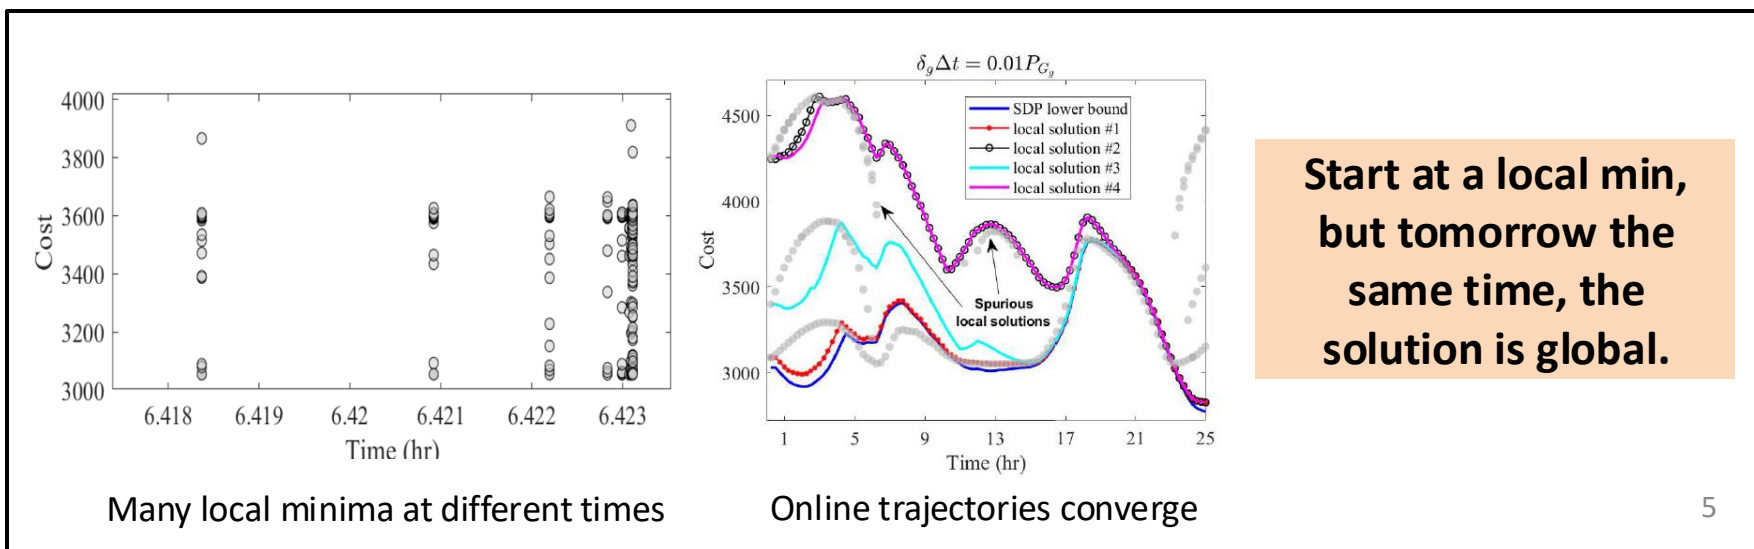 4000
3800
3600
3400
3200
3000
Cost
6.418 6.419 6.42 6.421 6.422 6.423
Time (hr)
Many local minima at different times
δ_gΔt = 0.01P_{G_g}
4500
4000
3500
3000
Cost
SDP lower bound
local solution #1
local solution #2
local solution #3
local solution #4
Spurious
local solutions
1 5 9 13 17 21 25
Time (hr)
Online trajectories converge
Start at a local min,
but tomorrow the
same time, the
solution is global.
5